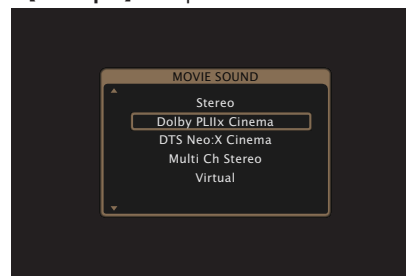 MOVIE SOUND
Stereo
Dolby PLIIx Cinema
DTS Neo:X Cinema
Multi Ch Stereo
Virtual